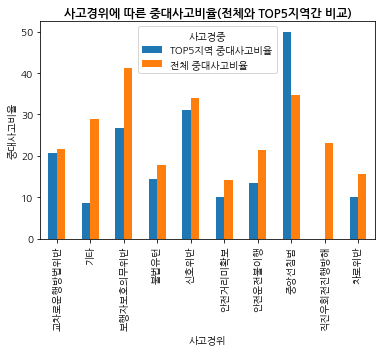 사고경위에 따른 중대사고비율(전체와 TOP5지역간 비교)
사고경중
TOP5지역 중대사고비율
전체 중대사고비율
중대사고비율
50
40
30
20
10
0
교차로운행방법위반
기타
보행자보호의무위반
불법유턴
신호위반
안전거리미확보
안전운전불이행
중앙선침범
직진우회전진행방해
차로위반
사고경위